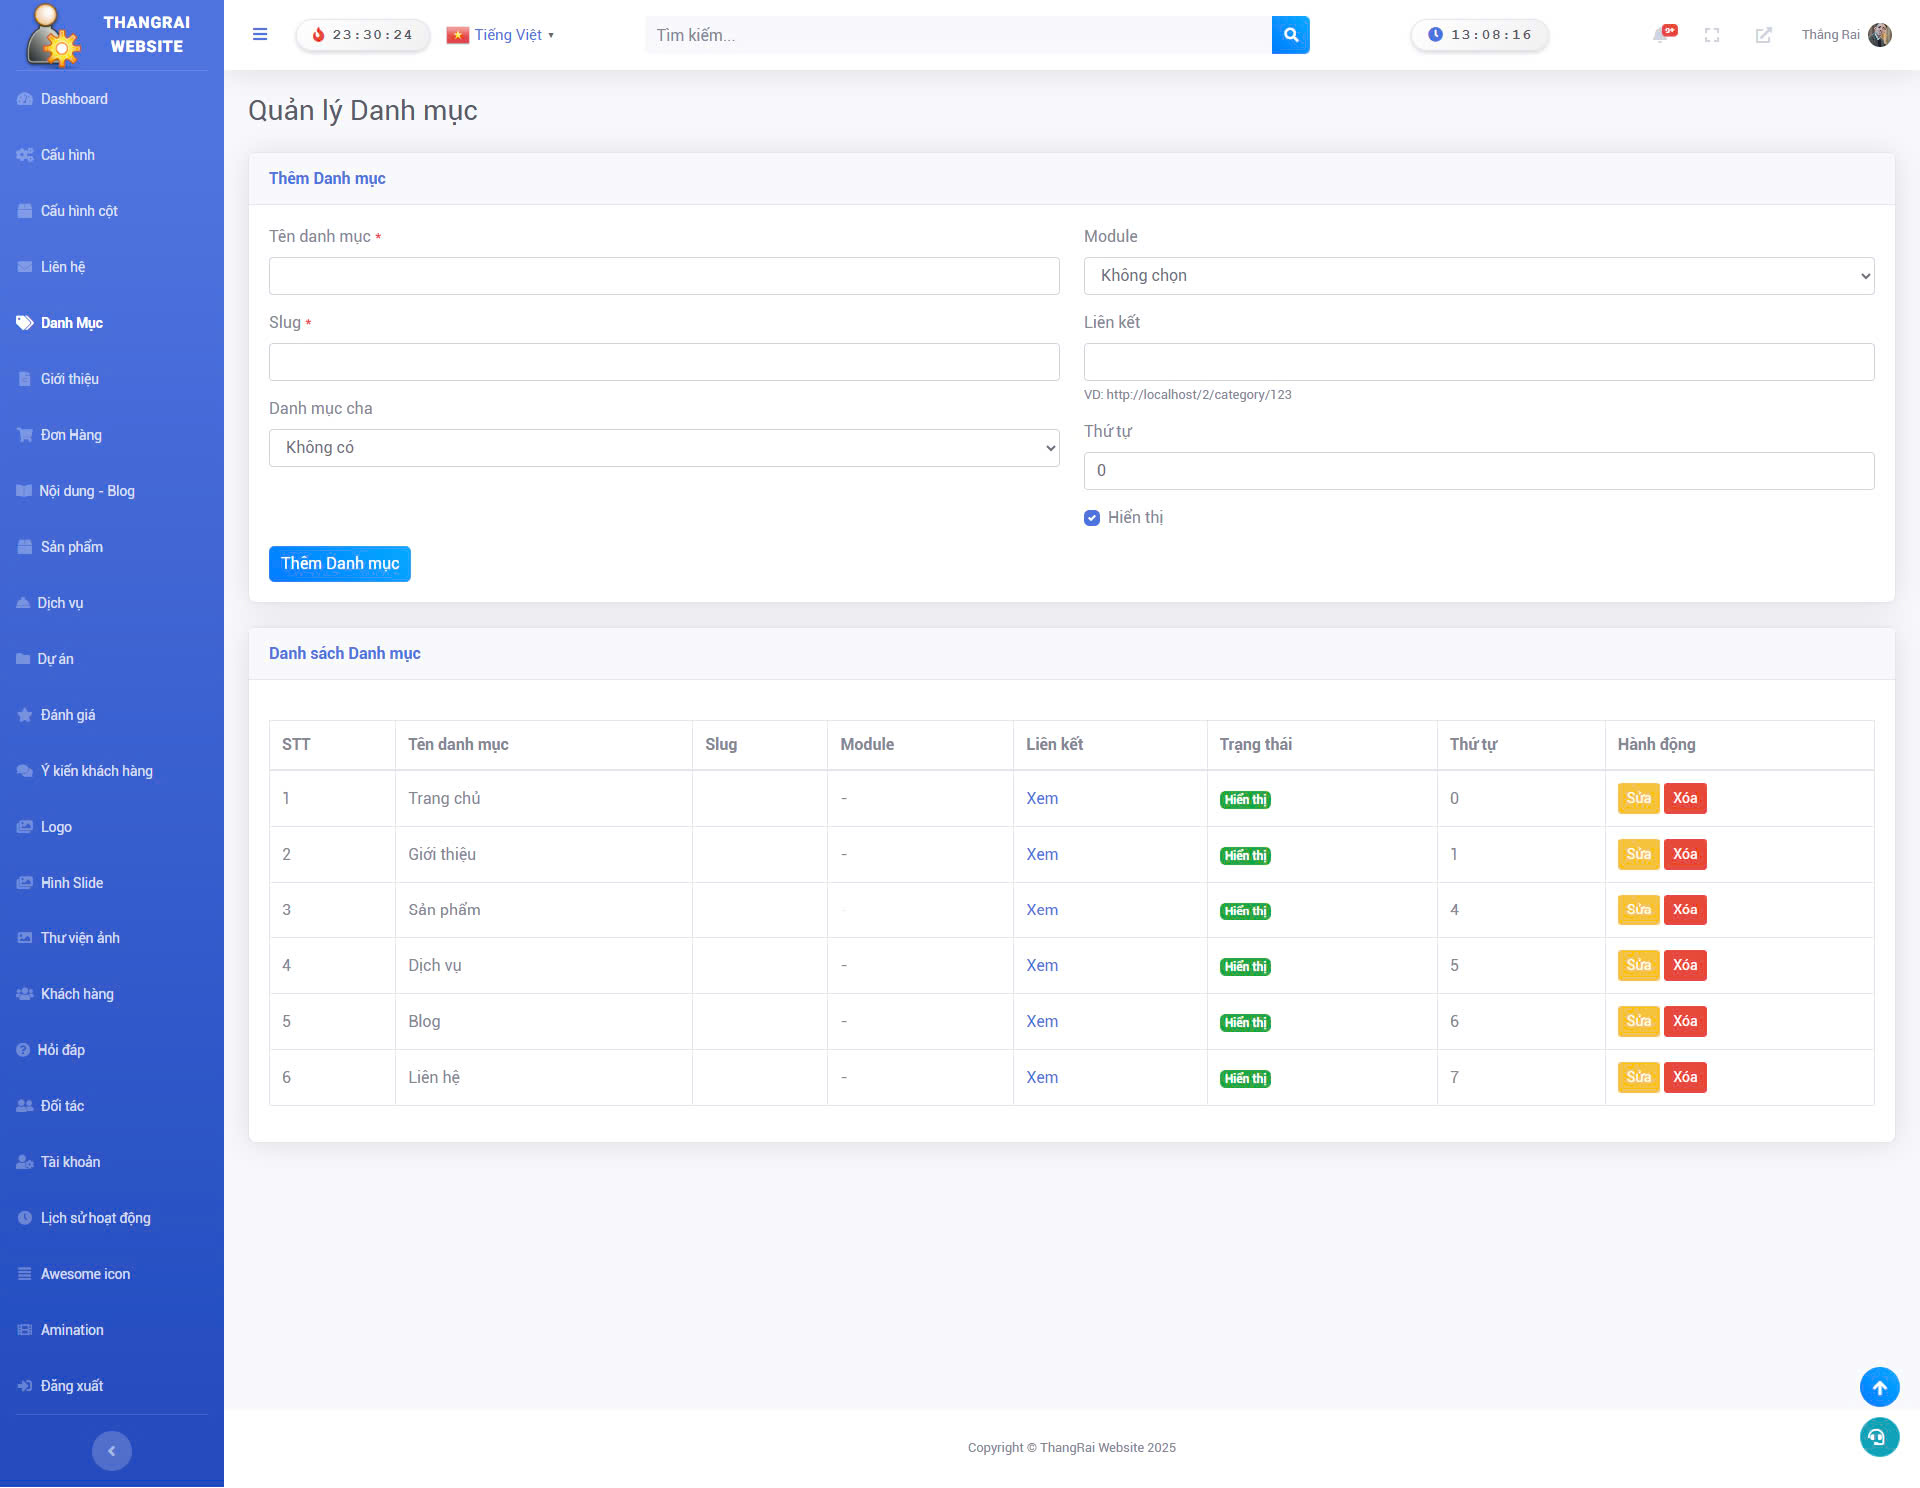 THANGRAI
WEBSITE
Dashboard
Cấu hình
Cấu hình cột
Liên hệ
Danh Mục
Giới thiệu
Đơn Hàng
Nội dung - Blog
Sản phẩm
Dịch vụ
Dự án
Đánh giá
Ý kiến khách hàng
Logo
Hình Slide
Thư viện ảnh
Khách hàng
Hỏi đáp
Đối tác
Tài khoản
Lịch sử hoạt động
Awesome icon
Amination
Đăng xuất
23:30:24 Tiếng Việt Tìm kiếm... 13:08:16 9+ Thắng Rai
Quản lý Danh mục
Thêm Danh mục
Tên danh mục *
Slug *
Danh mục cha
Không có
Module
Không chọn
Liên kết
VD: http://localhost/2/category/123
Thứ tự
0
Hiển thị
Thêm Danh mục
Danh sách Danh mục
STT Tên danh mục Slug Module Liên kết Trạng thái Thứ tự Hành động
1 Trang chủ - Xem Hiển thị 0 Sửa Xóa
2 Giới thiệu - Xem Hiển thị 1 Sửa Xóa
3 Sản phẩm Xem Hiển thị 4 Sửa Xóa
4 Dịch vụ - Xem Hiển thị 5 Sửa Xóa
5 Blog - Xem Hiển thị 6 Sửa Xóa
6 Liên hệ - Xem Hiển thị 7 Sửa Xóa
Copyright © ThangRai Website 2025